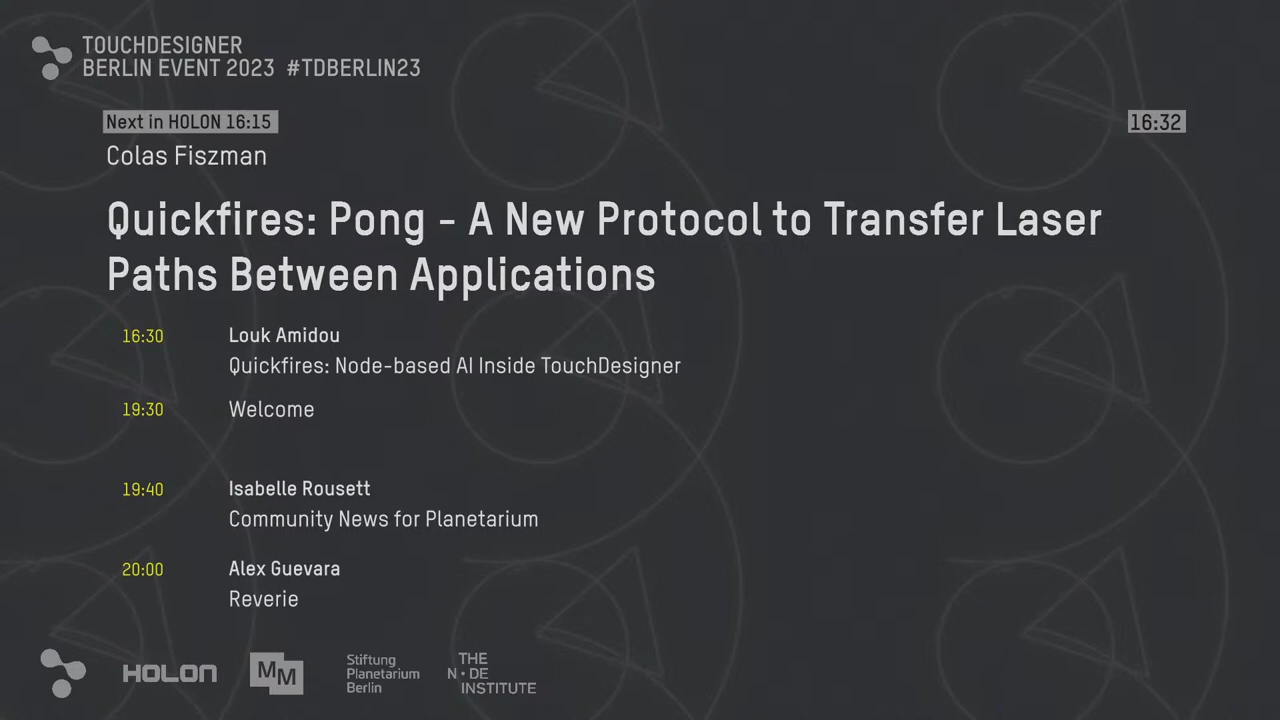 TOUCHDESIGNER
BERLIN EVENT 2023 #TDBERLIN23
Next in HOLON 16:15
16:32
Colas Fiszman
Quickfires: Pong - A New Protocol to Transfer Laser
Paths Between Applications
16:30 Louk Amidou
Quickfires: Node-based AI Inside TouchDesigner
19:30 Welcome
19:40 Isabelle Rousett
Community News for Planetarium
20:00 Alex Guevara
Reverie
HOLON
MM
Stiftung
Planetarium
Berlin
THE
N•DE
INSTITUTE